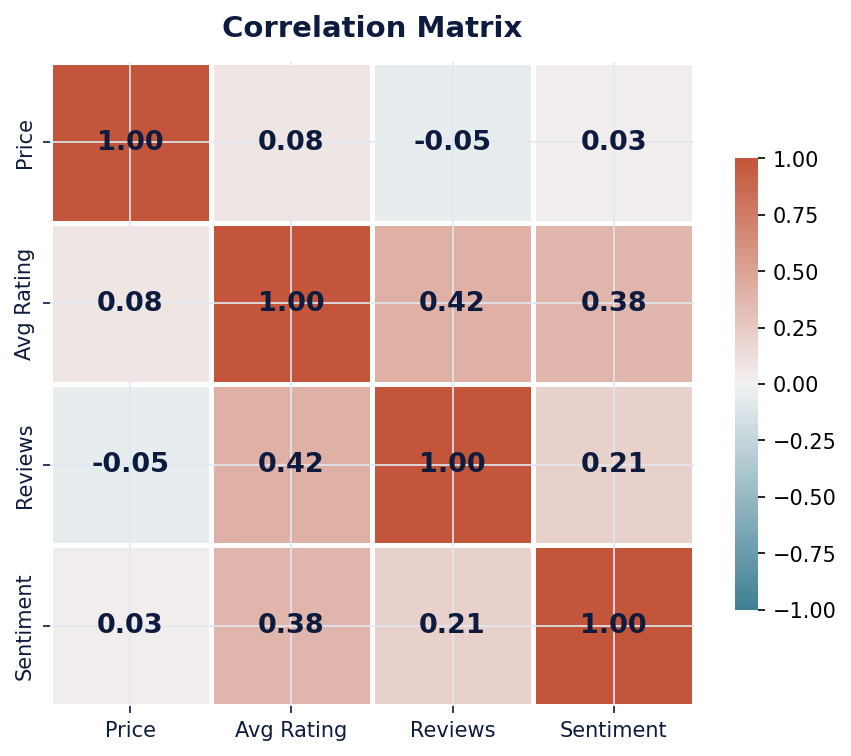 Correlation Matrix
Price
1.00
0.08
-0.05
0.03
Avg Rating
0.08
1.00
0.42
0.38
Reviews
-0.05
0.42
1.00
0.21
Sentiment
0.03
0.38
0.21
1.00
Price
Avg Rating
Reviews
Sentiment
1.00
0.75
0.50
0.25
0.00
−0.25
−0.50
−0.75
−1.00